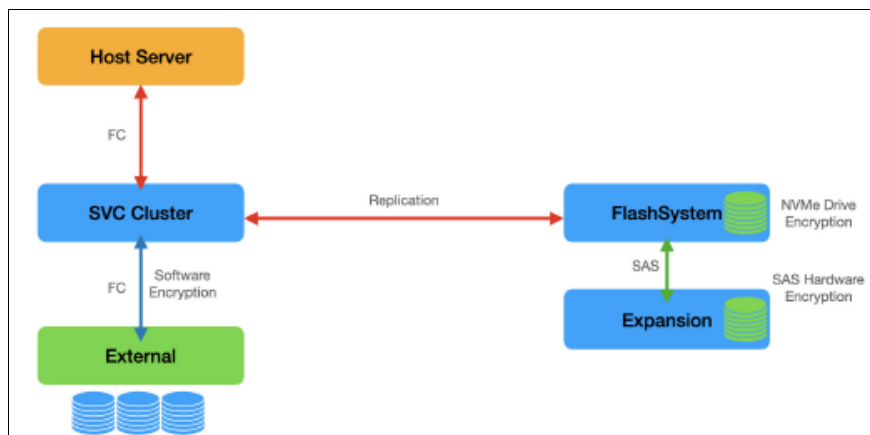 Host Server
FC
SVC Cluster
Replication
FlashSystem
NVMe Drive
Encryption
FC
Software
Encryption
SAS
SAS Hardware
Encryption
Expansion
External